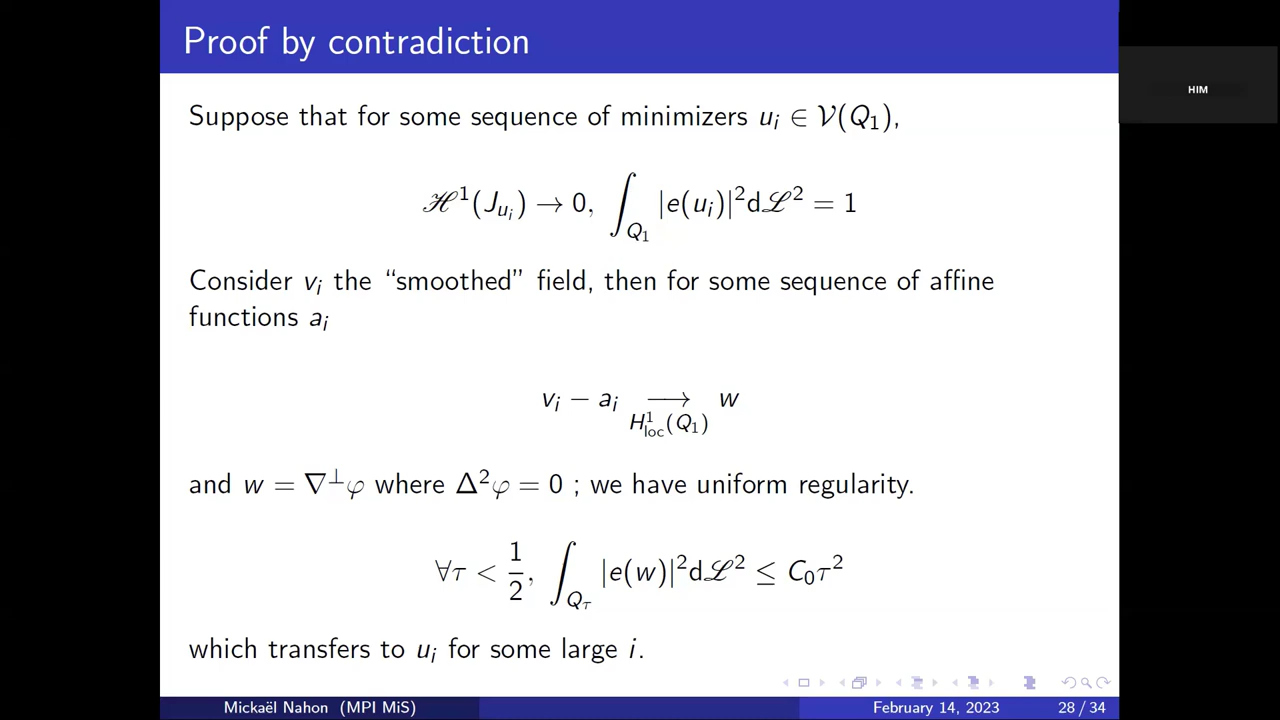 Proof by contradiction
HIM
Suppose that for some sequence of minimizers u_i ∈ 𝒱(Q_1),
ℋ^1(J_{u_i}) → 0, ∫_{Q_1} |e(u_i)|^2 dℒ^2 = 1
Consider v_i the “smoothed” field, then for some sequence of affine
functions a_i
v_i − a_i ⟶_{H^1_{loc}(Q_1)} w
and w = ∇^⊥φ where Δ^2φ = 0 ; we have uniform regularity.
∀τ < 1/2, ∫_{Q_τ} |e(w)|^2 dℒ^2 ≤ C_0τ^2
which transfers to u_i for some large i.
Mickaël Nahon (MPI MiS) February 14, 2023 28 / 34